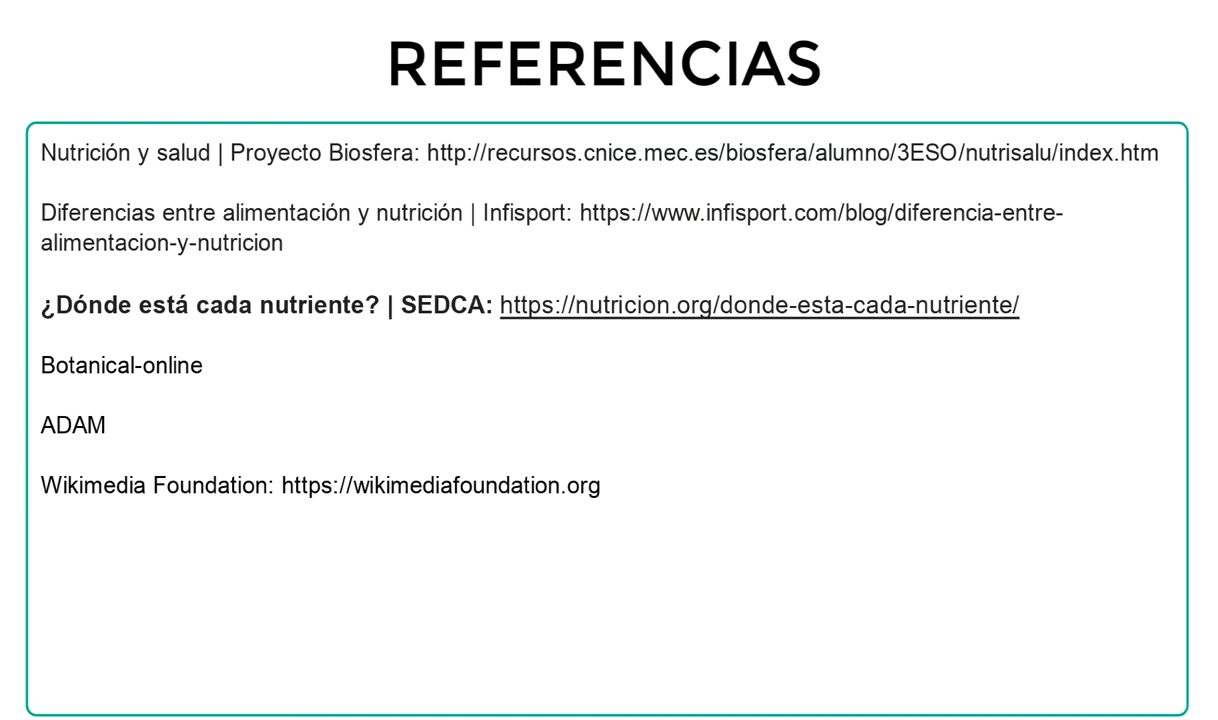 REFERENCIAS
Nutrición y salud | Proyecto Biosfera: http://recursos.cnice.mec.es/biosfera/alumno/3ESO/nutrisalu/index.htm
Diferencias entre alimentación y nutrición | Infisport: https://www.infisport.com/blog/diferencia-entre-
alimentacion-y-nutricion
¿Dónde está cada nutriente? | SEDCA: https://nutricion.org/donde-esta-cada-nutriente/
Botanical-online
ADAM
Wikimedia Foundation: https://wikimediafoundation.org